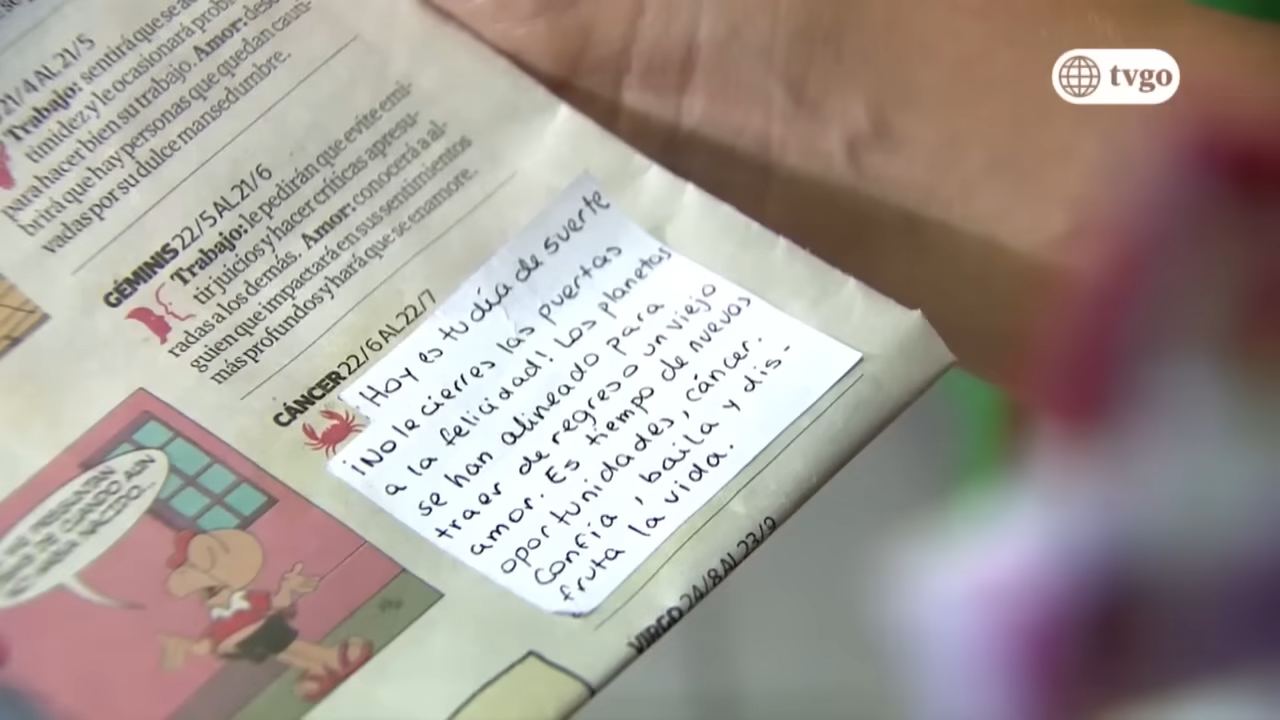 tvgo
21/4 AL 21/5
Trabajo: sentirá que se
timidez y le ocasionará
para hacer bien su trabajo. Amor:
brirá que hay personas que quedan cauti-
vadas por su dulce mansedumbre.
GÉMINIS 22/5 AL 21/6
Trabajo: le pedirán que evite emi-
tir juicios y hacer críticas apresu-
radas a los demás. Amor: conocerá a al-
guien que impactará en sus sentimientos
más profundos y hará que se enamore.
CÁNCER 22/6 AL 22/7
Hoy es tu día de suerte
¡No le cierres las puertas
a la felicidad! Los planetas
se han alineado para
traer de regreso un viejo
amor. Es tiempo de nuevas
oportunidades, cáncer.
Confía, baila y dis-
fruta la vida.
VIRGO 24/8 AL 23/9